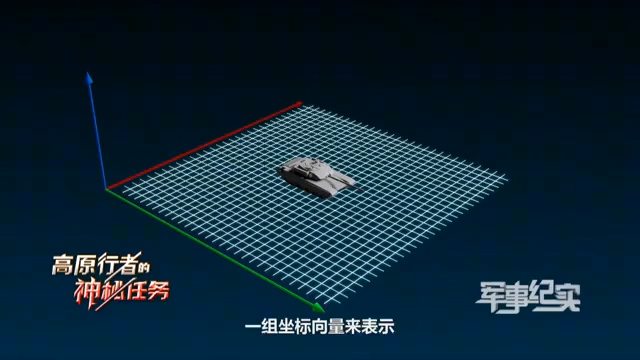 高原行者的
神秘任务
军事纪实
一组坐标向量来表示